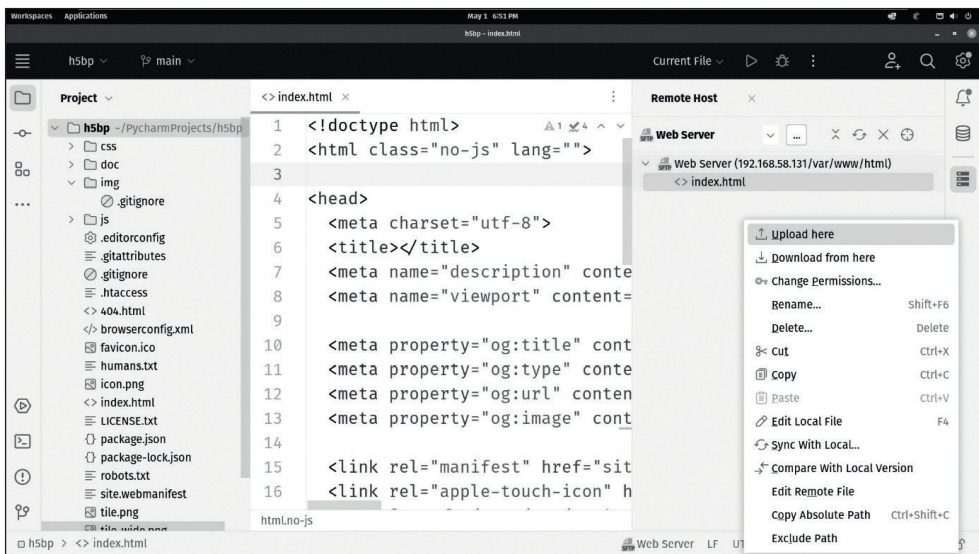 Workspaces Applications
May 1 6:51 PM
h5bp – index.html
h5bp
main
Current File
Project
h5bp ~/PycharmProjects/h5bp
css
doc
img
.gitignore
js
.editorconfig
.gitattributes
.gitignore
.htaccess
404.html
browserconfig.xml
favicon.ico
humans.txt
icon.png
index.html
LICENSE.txt
package.json
package-lock.json
robots.txt
site.webmanifest
tile.png
tile-wide.png
index.html
1 <!doctype html>
1 4
2 <html class="no-js" lang="">
3
4 <head>
5 <meta charset="utf-8">
6 <title></title>
7 <meta name="description" conte
8 <meta name="viewport" content=
9
10 <meta property="og:title" cont
11 <meta property="og:type" conte
12 <meta property="og:url" conten
13 <meta property="og:image" cont
14
15 <link rel="manifest" href="sit
16 <link rel="apple-touch-icon" h
html.no-js
Remote Host
SFTP Web Server ...
SFTP Web Server (192.168.58.131/var/www/html)
index.html
Upload here
Download from here
Change Permissions...
Rename... Shift+F6
Delete... Delete
Cut Ctrl+X
Copy Ctrl+C
Paste Ctrl+V
Edit Local File F4
Sync With Local...
Compare With Local Version
Edit Remote File
Copy Absolute Path Ctrl+Shift+C
Exclude Path
h5bp > <> index.html
SFTP Web Server LF